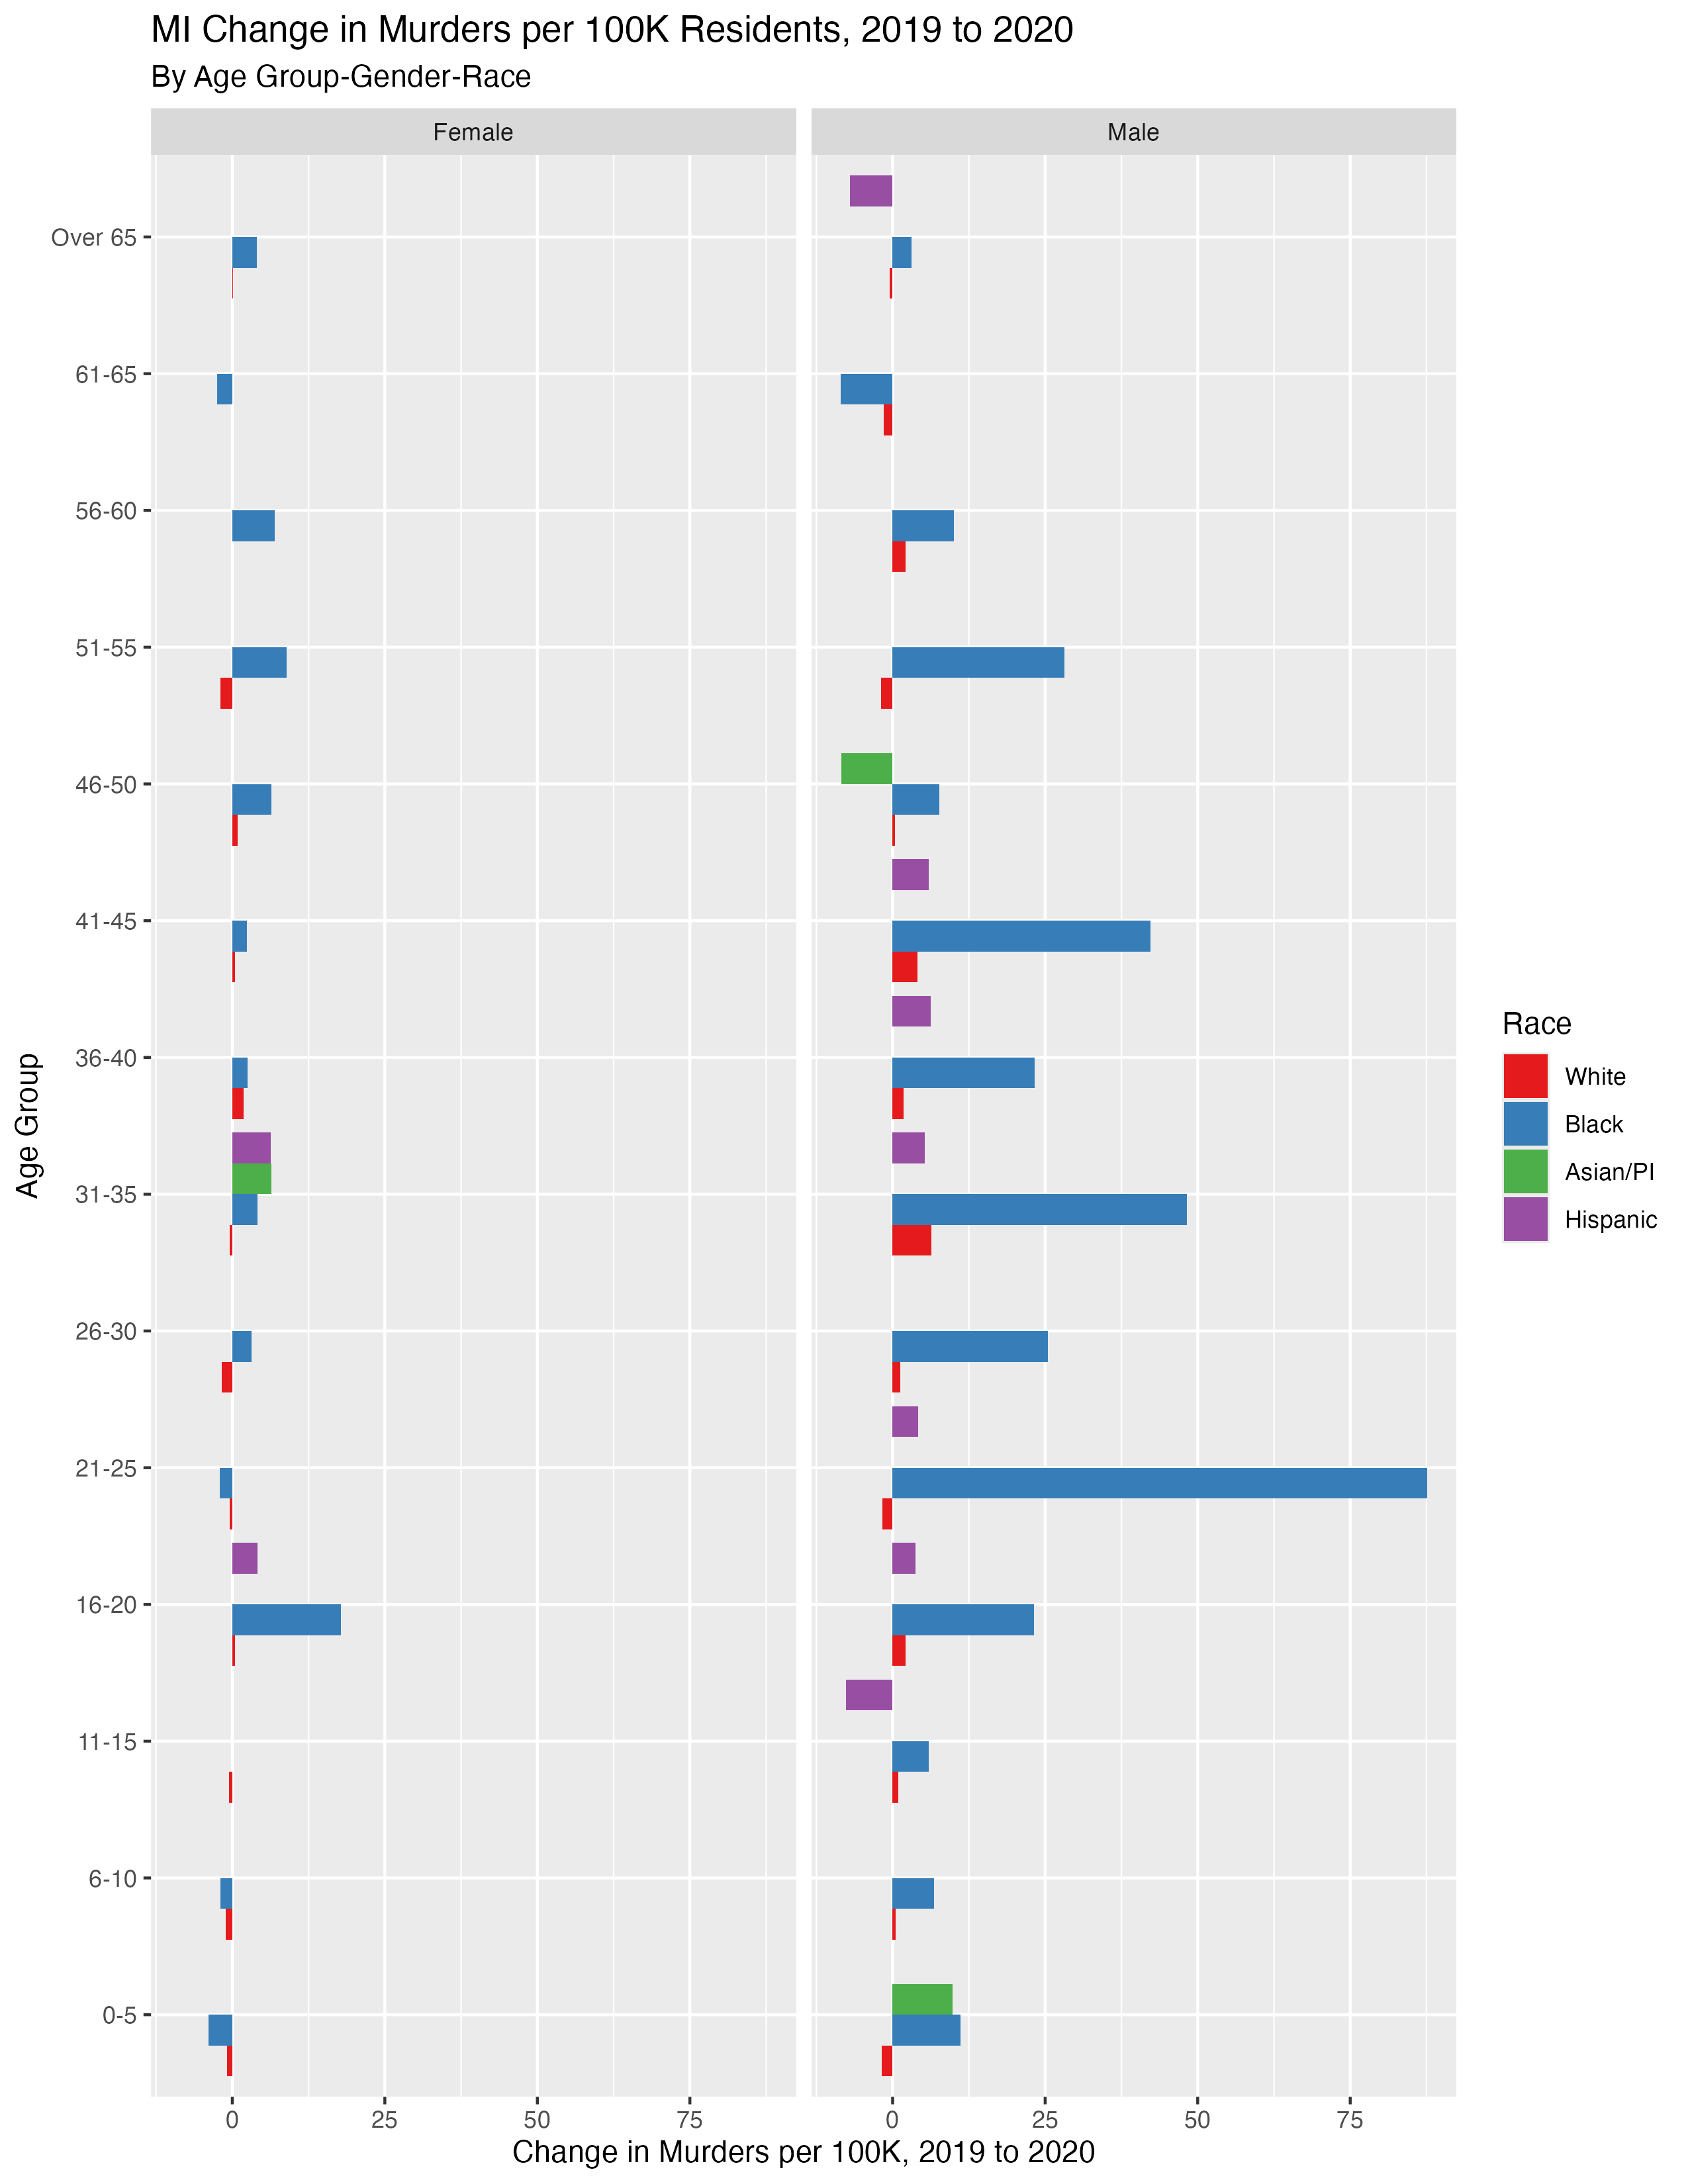 MI Change in Murders per 100K Residents, 2019 to 2020
By Age Group-Gender-Race
Female
Male
Over 65
61-65
56-60
51-55
46-50
41-45
36-40
31-35
26-30
21-25
16-20
11-15
6-10
0-5
Age Group
0 25 50 75
0 25 50 75
Change in Murders per 100K, 2019 to 2020
Race
White
Black
Asian/PI
Hispanic